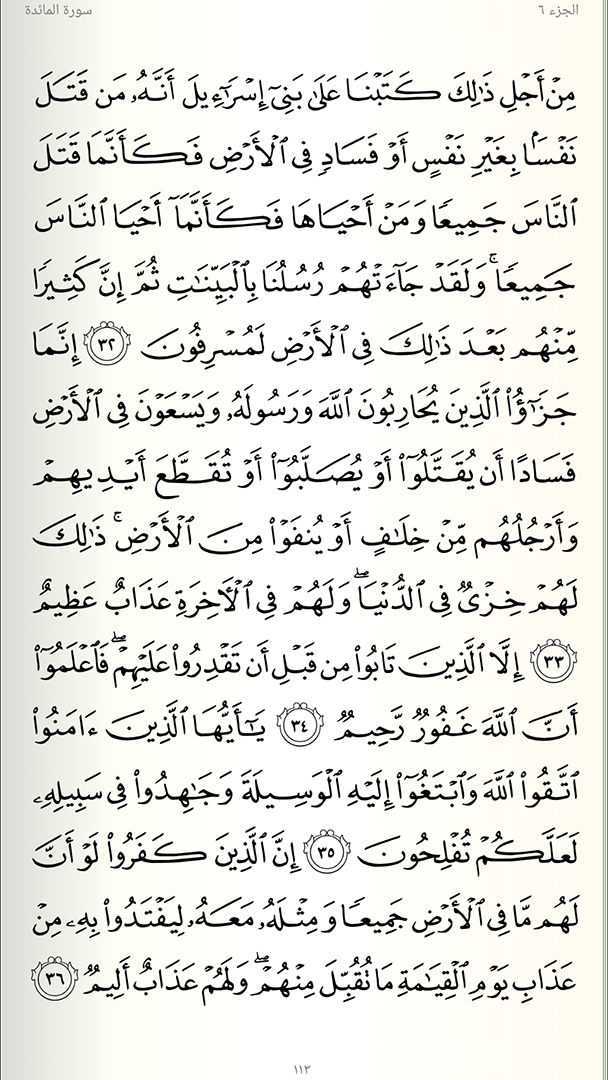 الجزء ٦
سورة المائدة
مِنْ أَجْلِ ذَٰلِكَ كَتَبْنَا عَلَىٰ بَنِىٓ إِسْرَٰٓءِيلَ أَنَّهُۥ مَن قَتَلَ
نَفْسًۢا بِغَيْرِ نَفْسٍ أَوْ فَسَادٍ فِى ٱلْأَرْضِ فَكَأَنَّمَا قَتَلَ
ٱلنَّاسَ جَمِيعًا وَمَنْ أَحْيَاهَا فَكَأَنَّمَآ أَحْيَا ٱلنَّاسَ
جَمِيعًا ۚ وَلَقَدْ جَآءَتْهُمْ رُسُلُنَا بِٱلْبَيِّنَٰتِ ثُمَّ إِنَّ كَثِيرًا
مِّنْهُم بَعْدَ ذَٰلِكَ فِى ٱلْأَرْضِ لَمُسْرِفُونَ ٣٢ إِنَّمَا
جَزَٰٓؤُا۟ ٱلَّذِينَ يُحَارِبُونَ ٱللَّهَ وَرَسُولَهُۥ وَيَسْعَوْنَ فِى ٱلْأَرْضِ
فَسَادًا أَن يُقَتَّلُوٓا۟ أَوْ يُصَلَّبُوٓا۟ أَوْ تُقَطَّعَ أَيْدِيهِمْ
وَأَرْجُلُهُم مِّنْ خِلَٰفٍ أَوْ يُنفَوْا۟ مِنَ ٱلْأَرْضِ ۚ ذَٰلِكَ
لَهُمْ خِزْىٌ فِى ٱلدُّنْيَا ۖ وَلَهُمْ فِى ٱلْـَٔاخِرَةِ عَذَابٌ عَظِيمٌ
٣٣ إِلَّا ٱلَّذِينَ تَابُوا۟ مِن قَبْلِ أَن تَقْدِرُوا۟ عَلَيْهِمْ ۖ فَٱعْلَمُوٓا۟
أَنَّ ٱللَّهَ غَفُورٌ رَّحِيمٌ ٣٤ يَٰٓأَيُّهَا ٱلَّذِينَ ءَامَنُوا۟
ٱتَّقُوا۟ ٱللَّهَ وَٱبْتَغُوٓا۟ إِلَيْهِ ٱلْوَسِيلَةَ وَجَٰهِدُوا۟ فِى سَبِيلِهِۦ
لَعَلَّكُمْ تُفْلِحُونَ ٣٥ إِنَّ ٱلَّذِينَ كَفَرُوا۟ لَوْ أَنَّ
لَهُم مَّا فِى ٱلْأَرْضِ جَمِيعًا وَمِثْلَهُۥ مَعَهُۥ لِيَفْتَدُوا۟ بِهِۦ مِنْ
عَذَابِ يَوْمِ ٱلْقِيَٰمَةِ مَا تُقُبِّلَ مِنْهُمْ ۖ وَلَهُمْ عَذَابٌ أَلِيمٌ ٣٦
١١٣